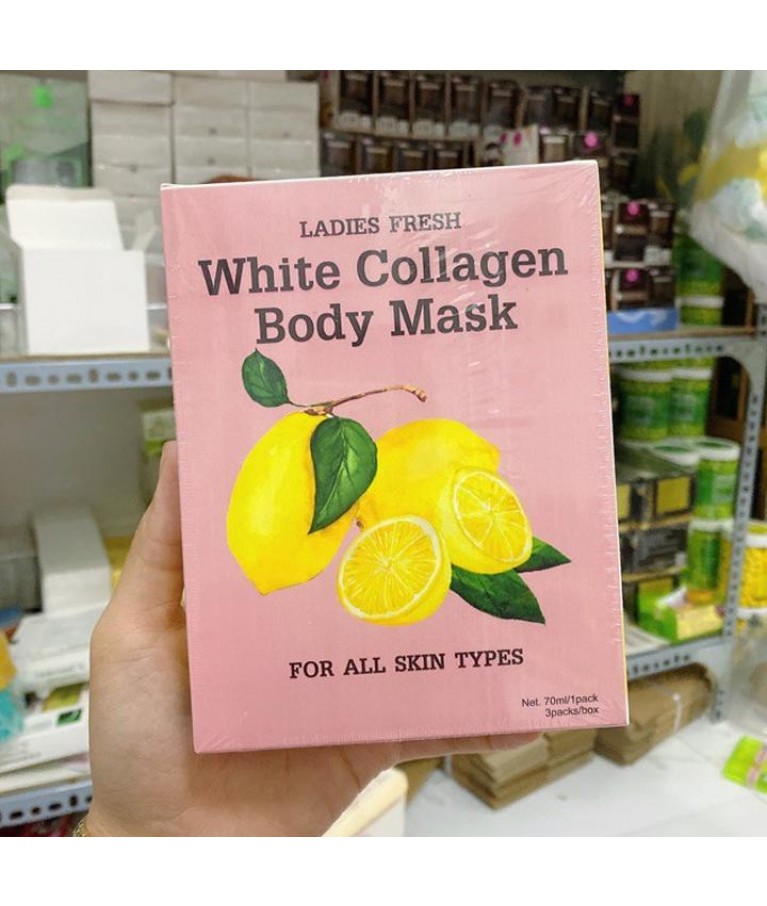 LADIES FRESH
White Collagen
Body Mask
FOR ALL SKIN TYPES
Net. 70ml/1pack
3packs/box